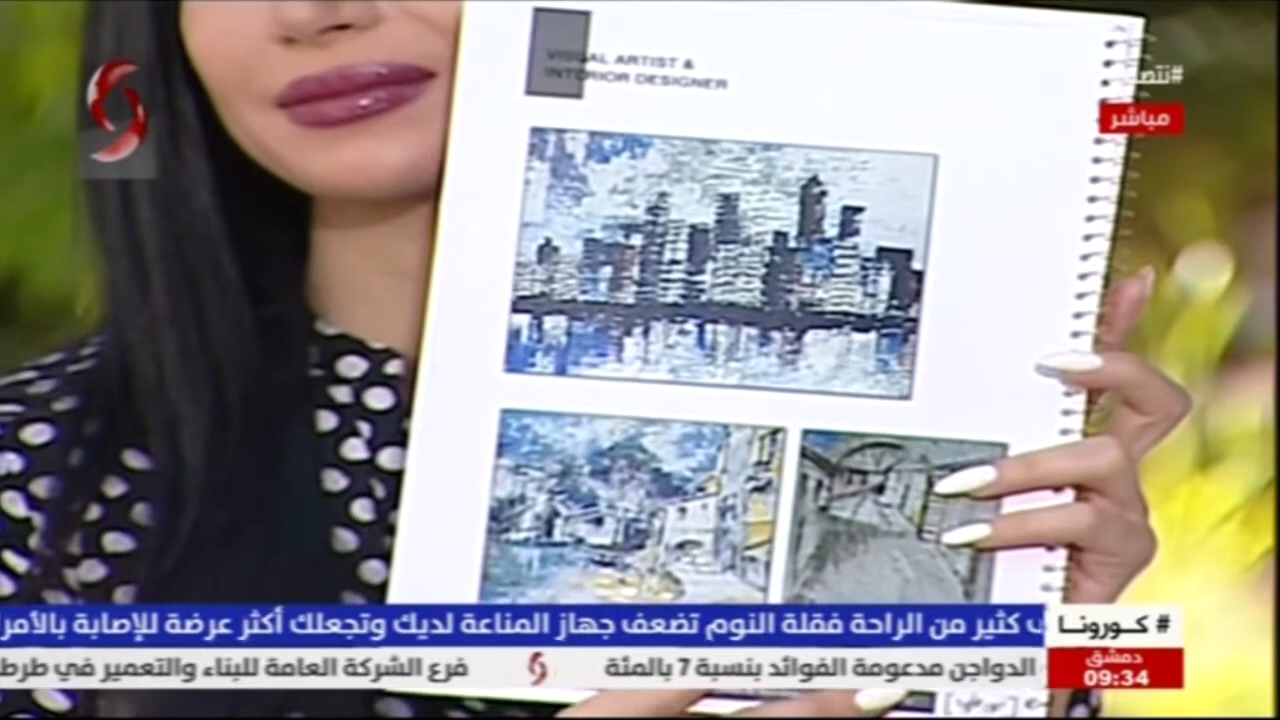 VISUAL ARTIST &
INTERIOR DESIGNER
مباشر
# كورونا
كثير من الراحة فقلة النوم تضعف جهاز المناعة لديك وتجعلك أكثر عرضة للإصابة
دمشق
الدواجن مدعومة الفوائد بنسبة 7 بالمئة
فرع الشركة العامة للبناء والتعمير في
09:34